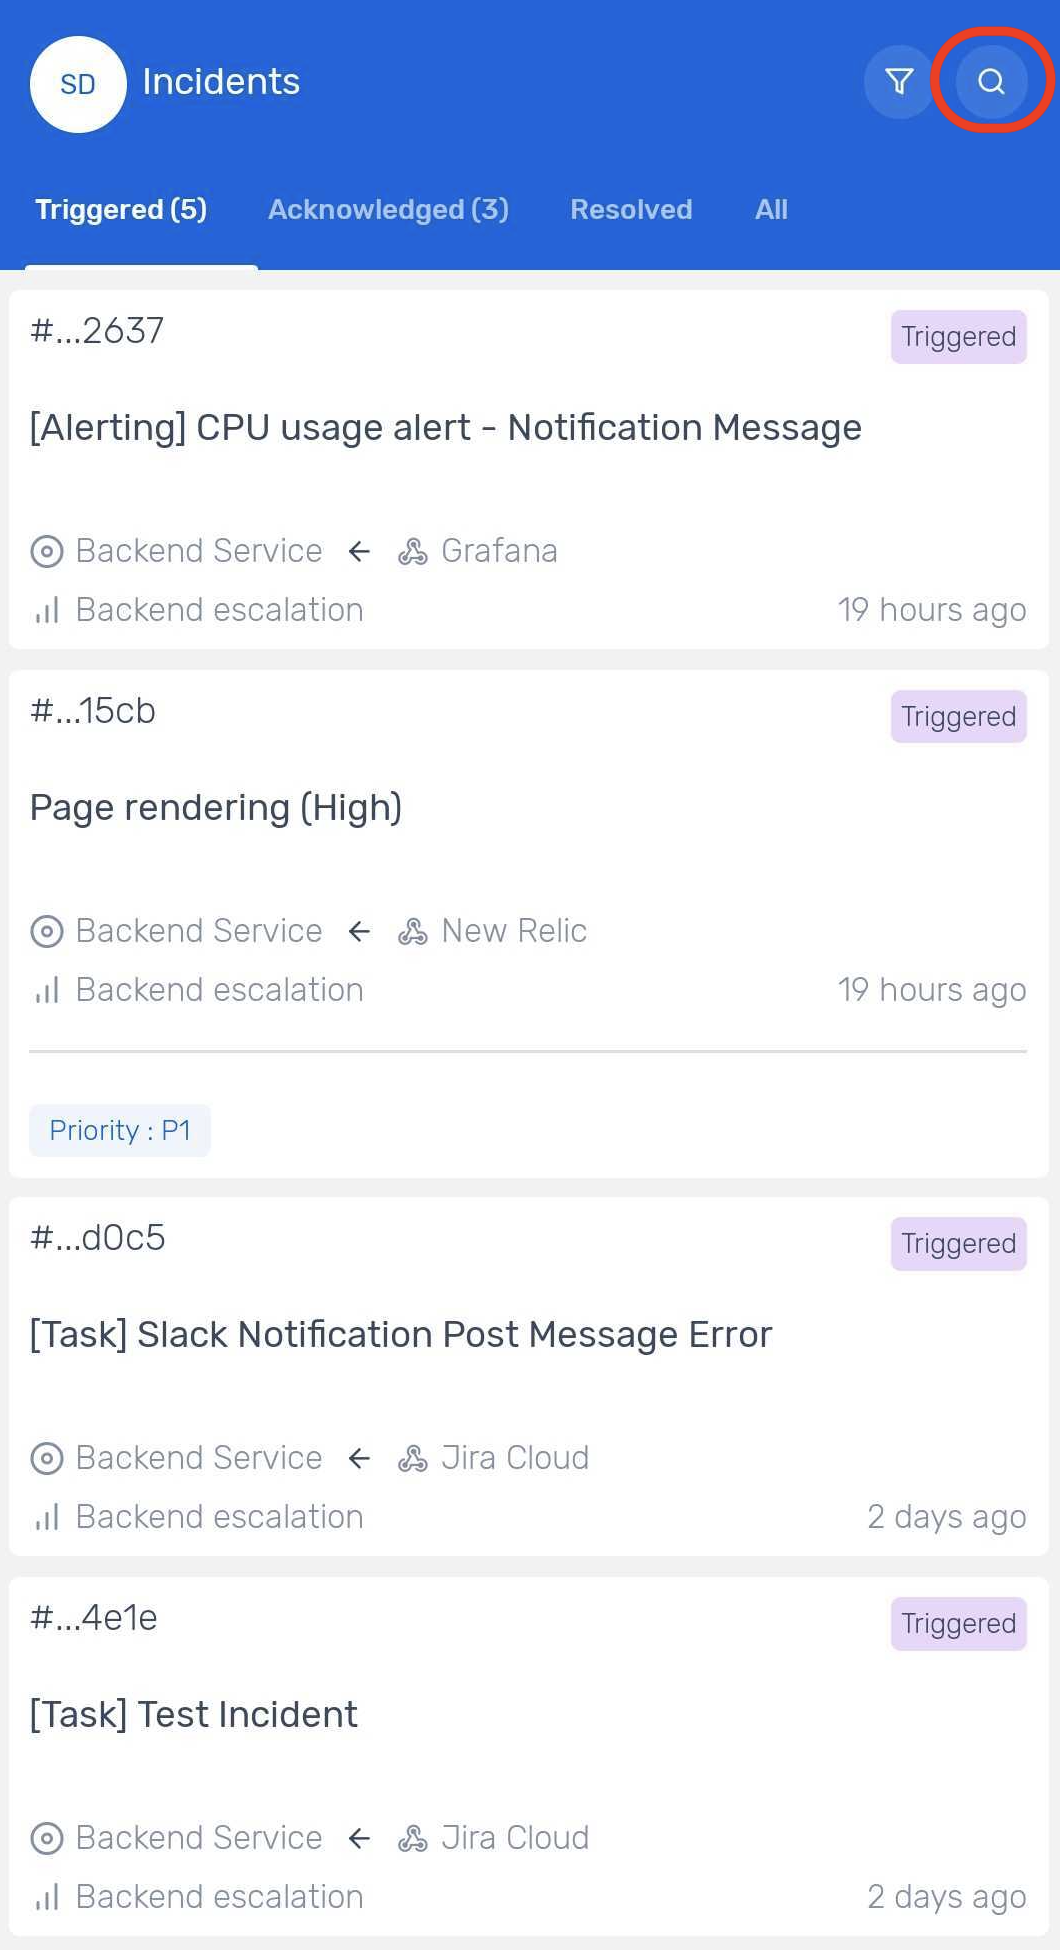 SD Incidents
Triggered (5) Acknowledged (3) Resolved All
#...2637 Triggered
[Alerting] CPU usage alert - Notification Message
Backend Service ← Grafana
Backend escalation 19 hours ago
#...15cb Triggered
Page rendering (High)
Backend Service ← New Relic
Backend escalation 19 hours ago
Priority : P1
#...d0c5 Triggered
[Task] Slack Notification Post Message Error
Backend Service ← Jira Cloud
Backend escalation 2 days ago
#...4e1e Triggered
[Task] Test Incident
Backend Service ← Jira Cloud
Backend escalation 2 days ago